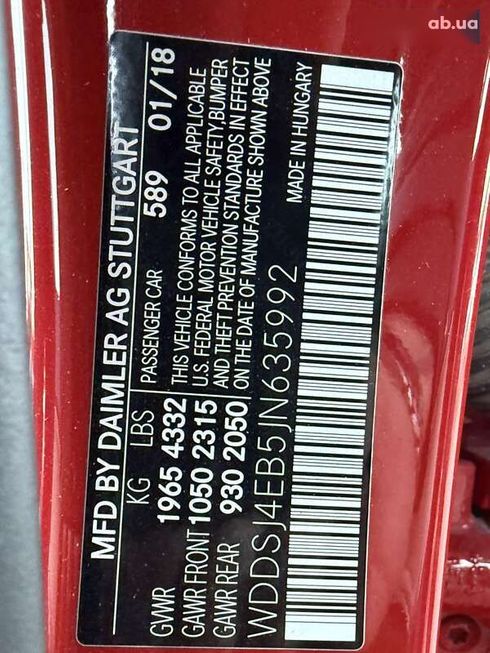 ab.ua
MFD BY DAIMLER AG STUTTGART
KG LBS PASSENGER CAR 589 01/18
GVWR 1965 4332 THIS VEHICLE CONFORMS TO ALL APPLICABLE
U.S. FEDERAL MOTOR VEHICLE SAFETY, BUMPER
GAWR FRONT 1050 2315 AND THEFT PREVENTION STANDARDS IN EFFECT
GAWR REAR 930 2050 ON THE DATE OF MANUFACTURE SHOWN ABOVE
WDDSJ4EB5JN635992 MADE IN HUNGARY